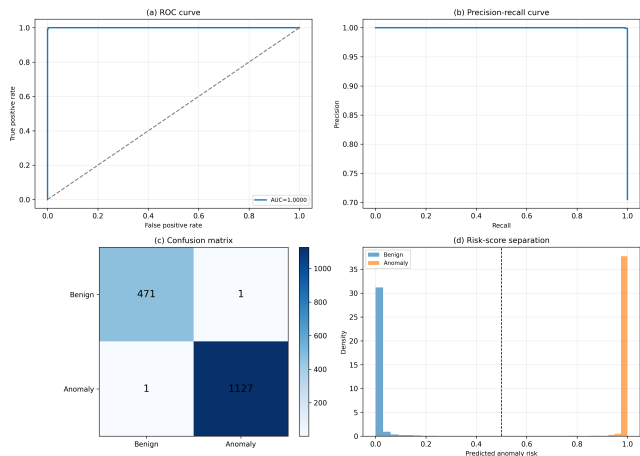 (a) ROC curve
1.0
0.8
0.6
0.4
0.2
0.0
True positive rate
0.0 0.2 0.4 0.6 0.8 1.0
False positive rate
AUC=1.0000
(b) Precision-recall curve
1.00
0.95
0.90
0.85
0.80
0.75
0.70
Precision
0.0 0.2 0.4 0.6 0.8 1.0
Recall
(c) Confusion matrix
Benign 471 1
Anomaly 1 1127
Benign Anomaly
1000
800
600
400
200
(d) Risk-score separation
Benign
Anomaly
35
30
25
20
15
10
5
0
Density
0.0 0.2 0.4 0.6 0.8 1.0
Predicted anomaly risk